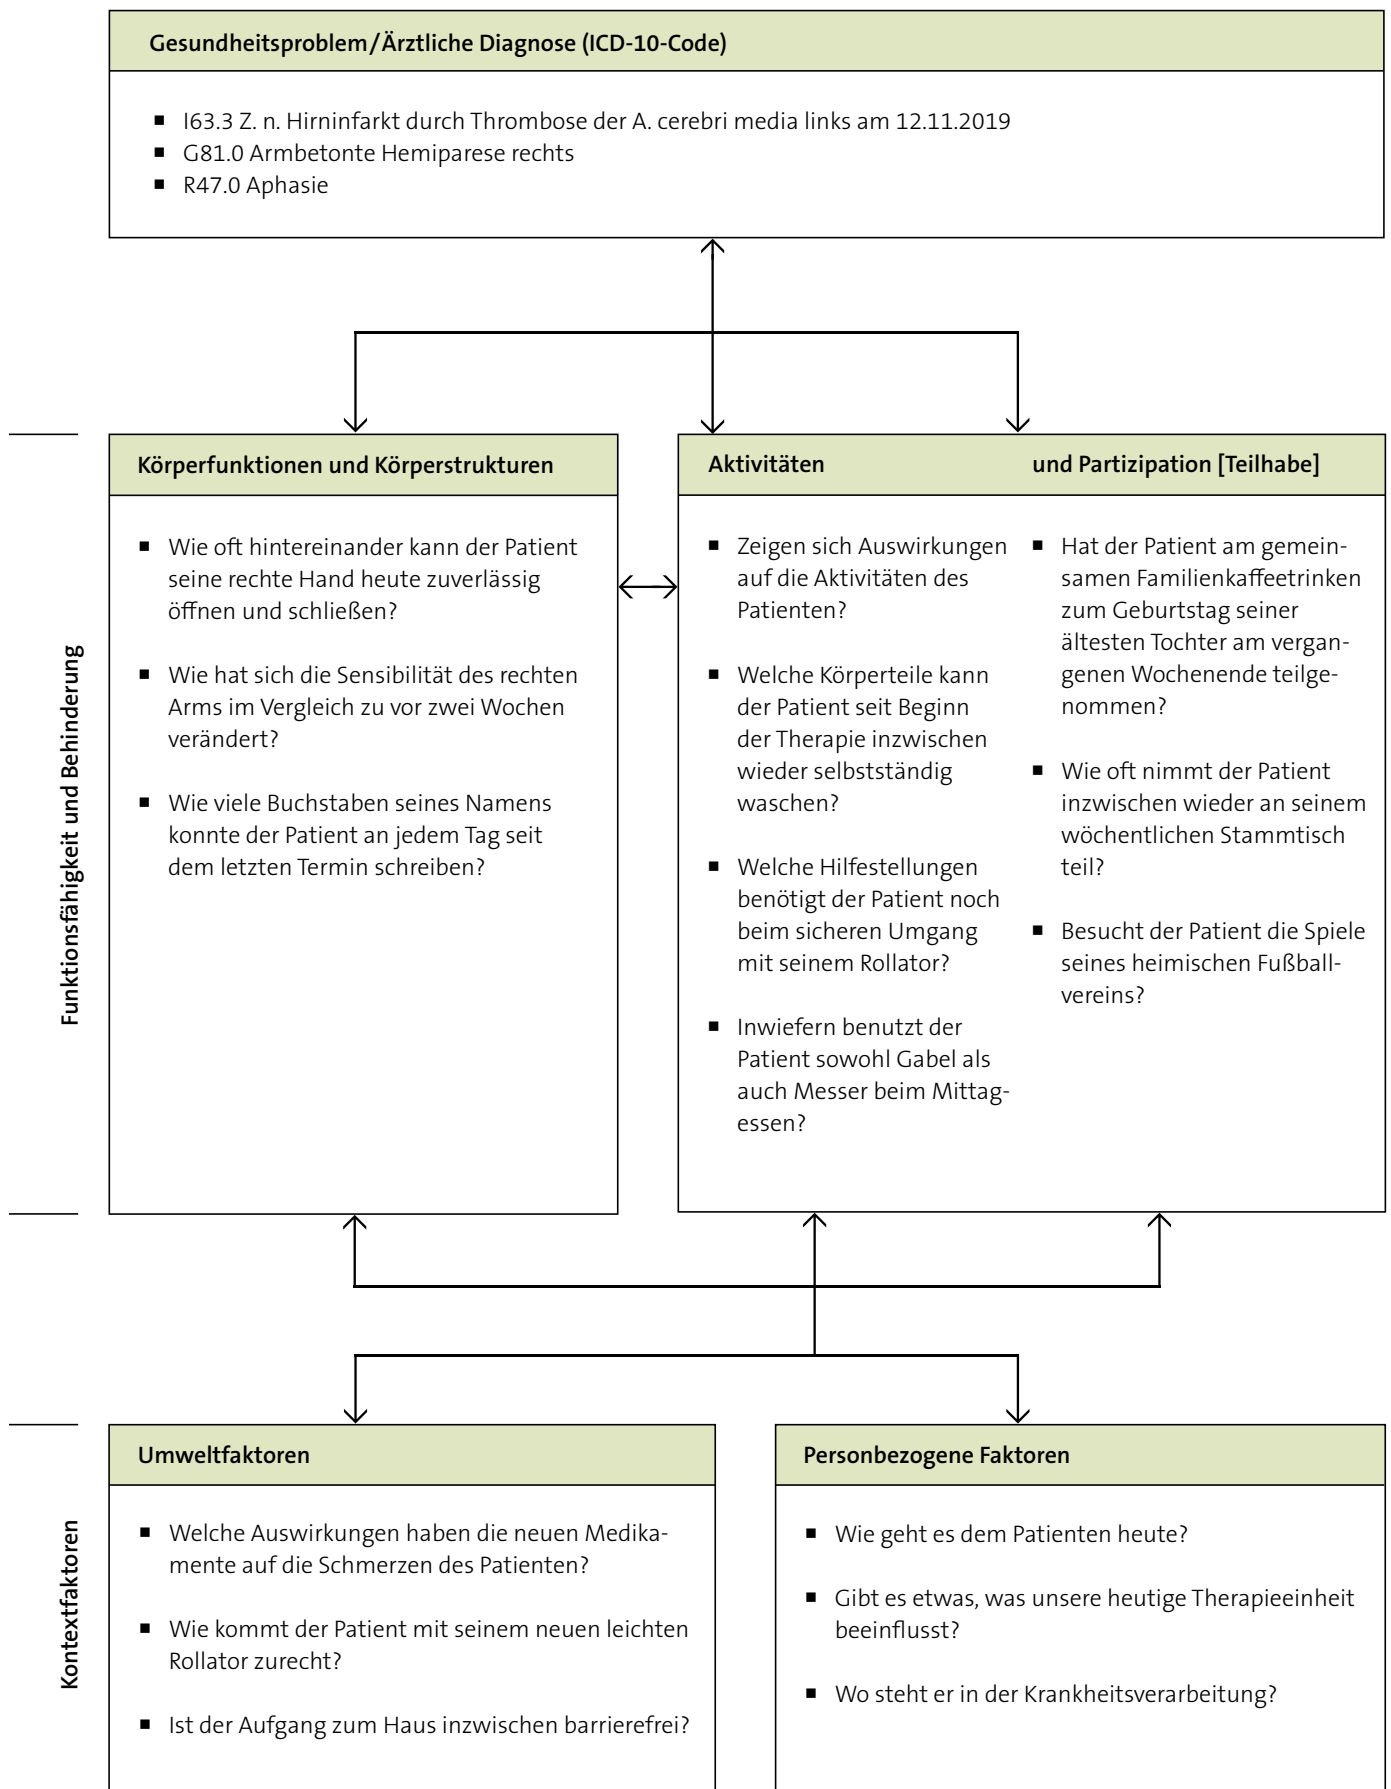 Gesundheitsproblem/Ärztliche Diagnose (ICD-10-Code)
■ I63.3 Z. n. Hirninfarkt durch Thrombose der A. cerebri media links am 12.11.2019
■ G81.0 Armbetonte Hemiparese rechts
■ R47.0 Aphasie
Funktionsfähigkeit und Behinderung
Körperfunktionen und Körperstrukturen
■ Wie oft hintereinander kann der Patient
seine rechte Hand heute zuverlässig
öffnen und schließen?
■ Wie hat sich die Sensibilität des rechten
Arms im Vergleich zu vor zwei Wochen
verändert?
■ Wie viele Buchstaben seines Namens
konnte der Patient an jedem Tag seit
dem letzten Termin schreiben?
Aktivitäten
■ Zeigen sich Auswirkungen
auf die Aktivitäten des
Patienten?
■ Welche Körperteile kann
der Patient seit Beginn
der Therapie inzwischen
wieder selbstständig
waschen?
■ Welche Hilfestellungen
benötigt der Patient noch
beim sicheren Umgang
mit seinem Rollator?
■ Inwiefern benutzt der
Patient sowohl Gabel als
auch Messer beim Mittag-
essen?
und Partizipation [Teilhabe]
■ Hat der Patient am gemein-
samen Familienkaffeetrinken
zum Geburtstag seiner
ältesten Tochter am vergan-
genen Wochenende teilge-
nommen?
■ Wie oft nimmt der Patient
inzwischen wieder an seinem
wöchentlichen Stammtisch
teil?
■ Besucht der Patient die Spiele
seines heimischen Fußball-
vereins?
Kontextfaktoren
Umweltfaktoren
■ Welche Auswirkungen haben die neuen Medika-
mente auf die Schmerzen des Patienten?
■ Wie kommt der Patient mit seinem neuen leichten
Rollator zurecht?
■ Ist der Aufgang zum Haus inzwischen barrierefrei?
Personbezogene Faktoren
■ Wie geht es dem Patienten heute?
■ Gibt es etwas, was unsere heutige Therapieeinheit
beeinflusst?
■ Wo steht er in der Krankheitsverarbeitung?